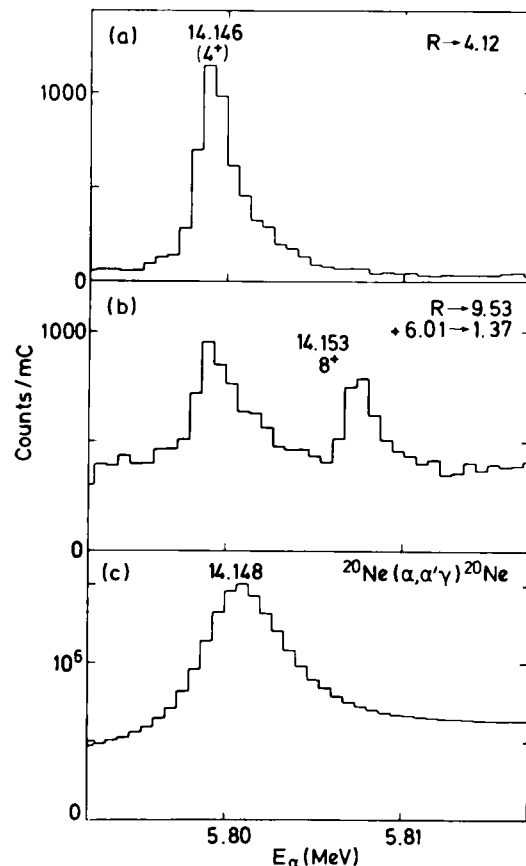 (a)
14.146
(4⁺)
R→4.12
1000
0
(b)
R→9.53
+ 6.01→1.37
1000
14.153
8⁺
Counts/mC
0
(c)
14.148
²⁰Ne(α,α'γ)²⁰Ne
10⁶
0
5.80
5.81
Eα(MeV)